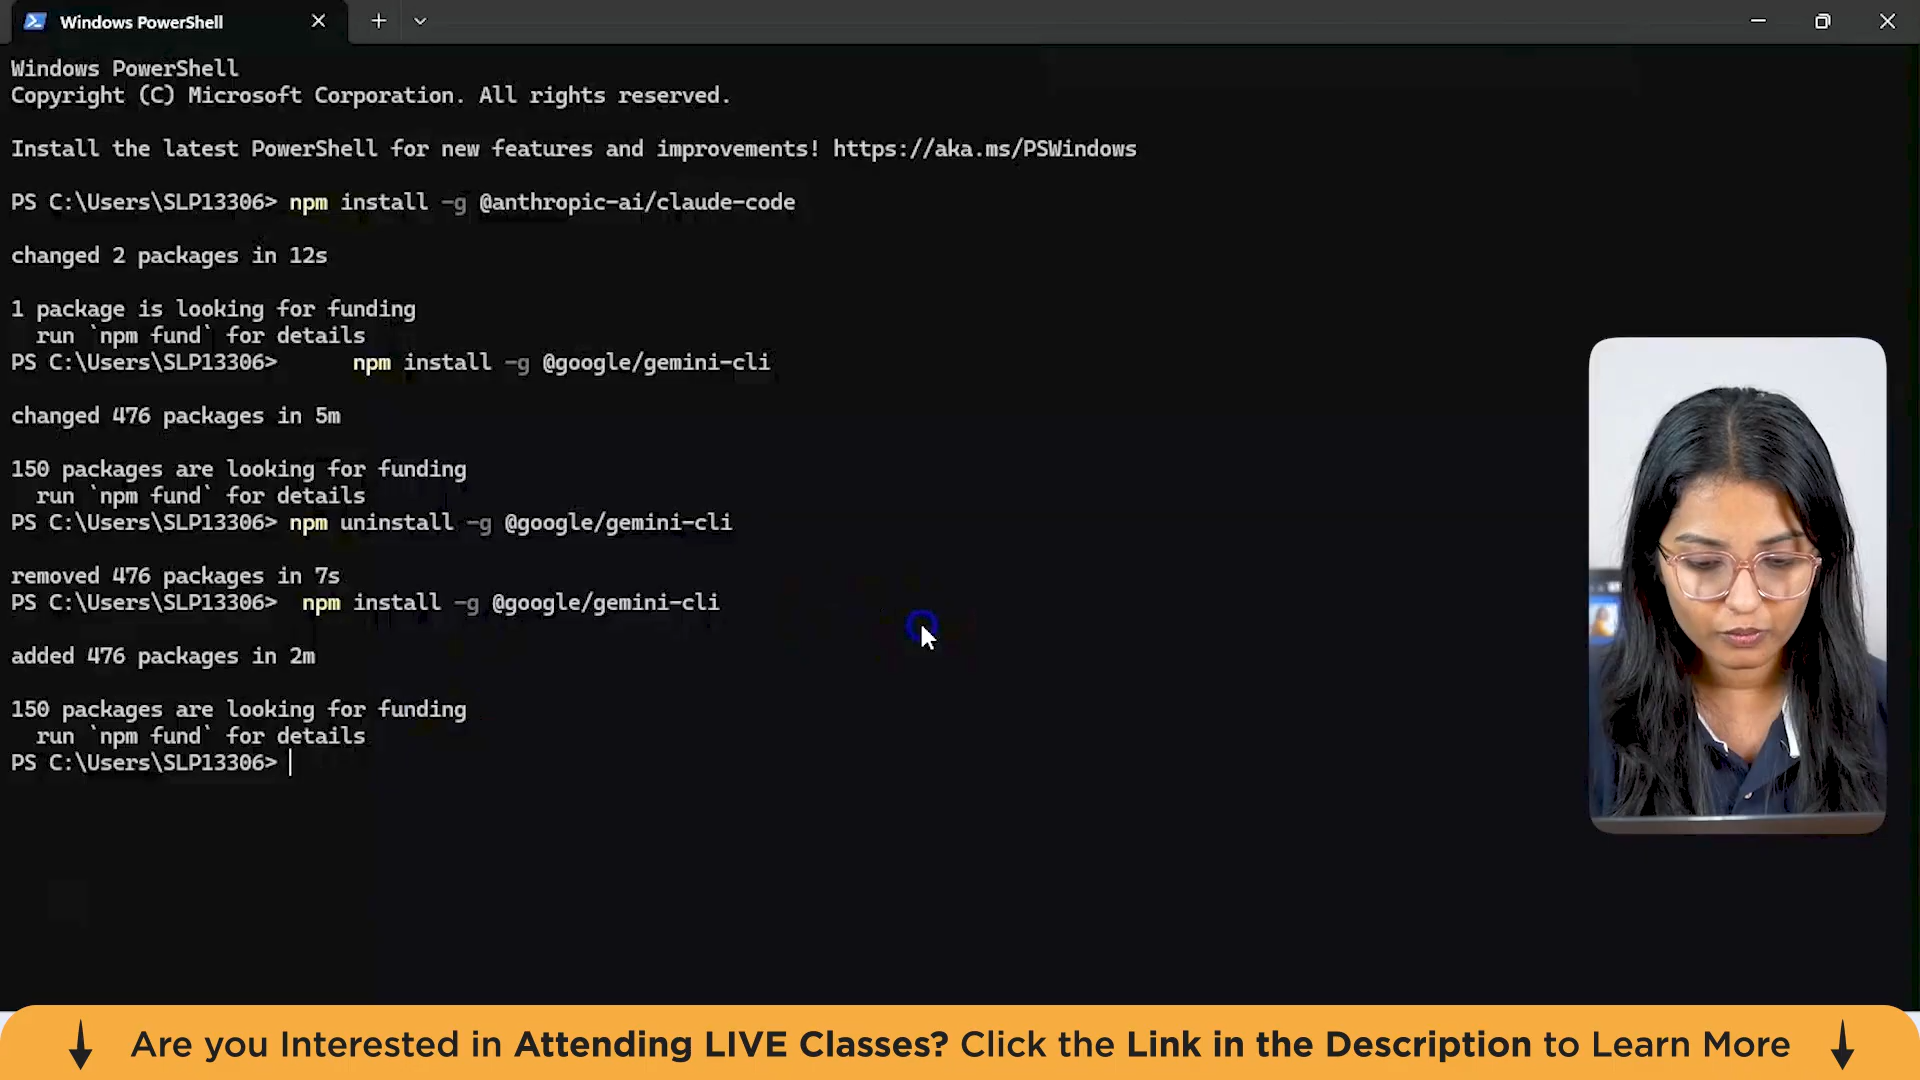 Windows PowerShell
Windows PowerShell
Copyright (C) Microsoft Corporation. All rights reserved.
Install the latest PowerShell for new features and improvements! https://aka.ms/PSWindows
PS C:\Users\SLP13306> npm install -g @anthropic-ai/claude-code
changed 2 packages in 12s
1 package is looking for funding
run `npm fund` for details
PS C:\Users\SLP13306> npm install -g @google/gemini-cli
changed 476 packages in 5m
150 packages are looking for funding
run `npm fund` for details
PS C:\Users\SLP13306> npm uninstall -g @google/gemini-cli
removed 476 packages in 7s
PS C:\Users\SLP13306> npm install -g @google/gemini-cli
added 476 packages in 2m
150 packages are looking for funding
run `npm fund` for details
PS C:\Users\SLP13306>
Are you Interested in Attending LIVE Classes? Click the Link in the Description to Learn More